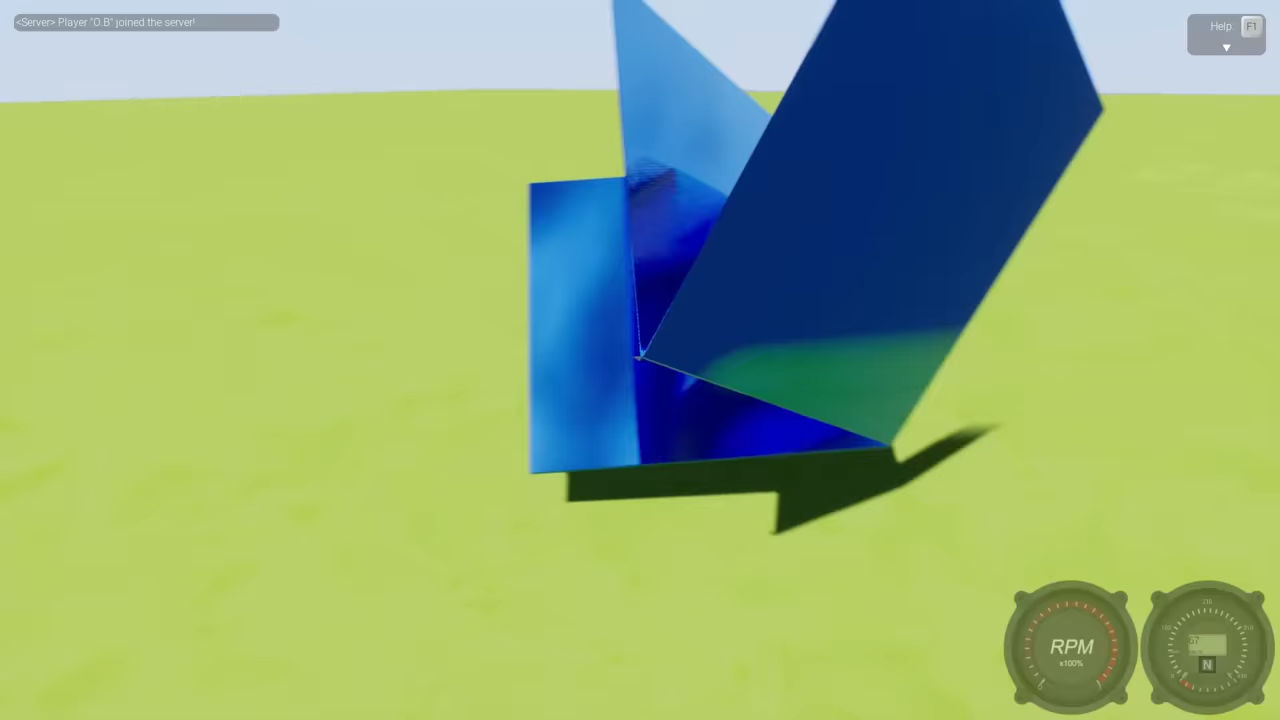 <Server> Player "O.B" joined the server!
Help: F1
RPM
x100%
N